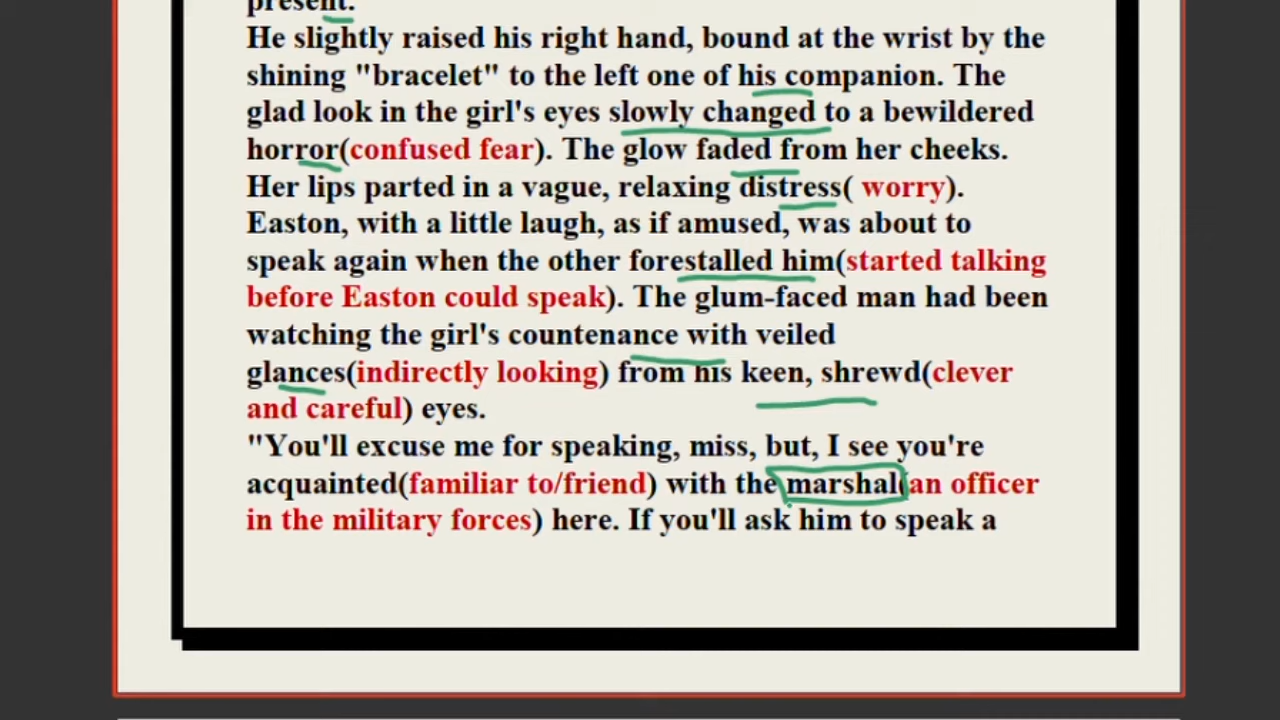 present.
He slightly raised his right hand, bound at the wrist by the
shining "bracelet" to the left one of his companion. The
glad look in the girl's eyes slowly changed to a bewildered
horror(confused fear). The glow faded from her cheeks.
Her lips parted in a vague, relaxing distress( worry).
Easton, with a little laugh, as if amused, was about to
speak again when the other forestalled him(started talking
before Easton could speak). The glum-faced man had been
watching the girl's countenance with veiled
glances(indirectly looking) from his keen, shrewd(clever
and careful) eyes.
"You'll excuse me for speaking, miss, but, I see you're
acquainted(familiar to/friend) with the marshal(an officer
in the military forces) here. If you'll ask him to speak a